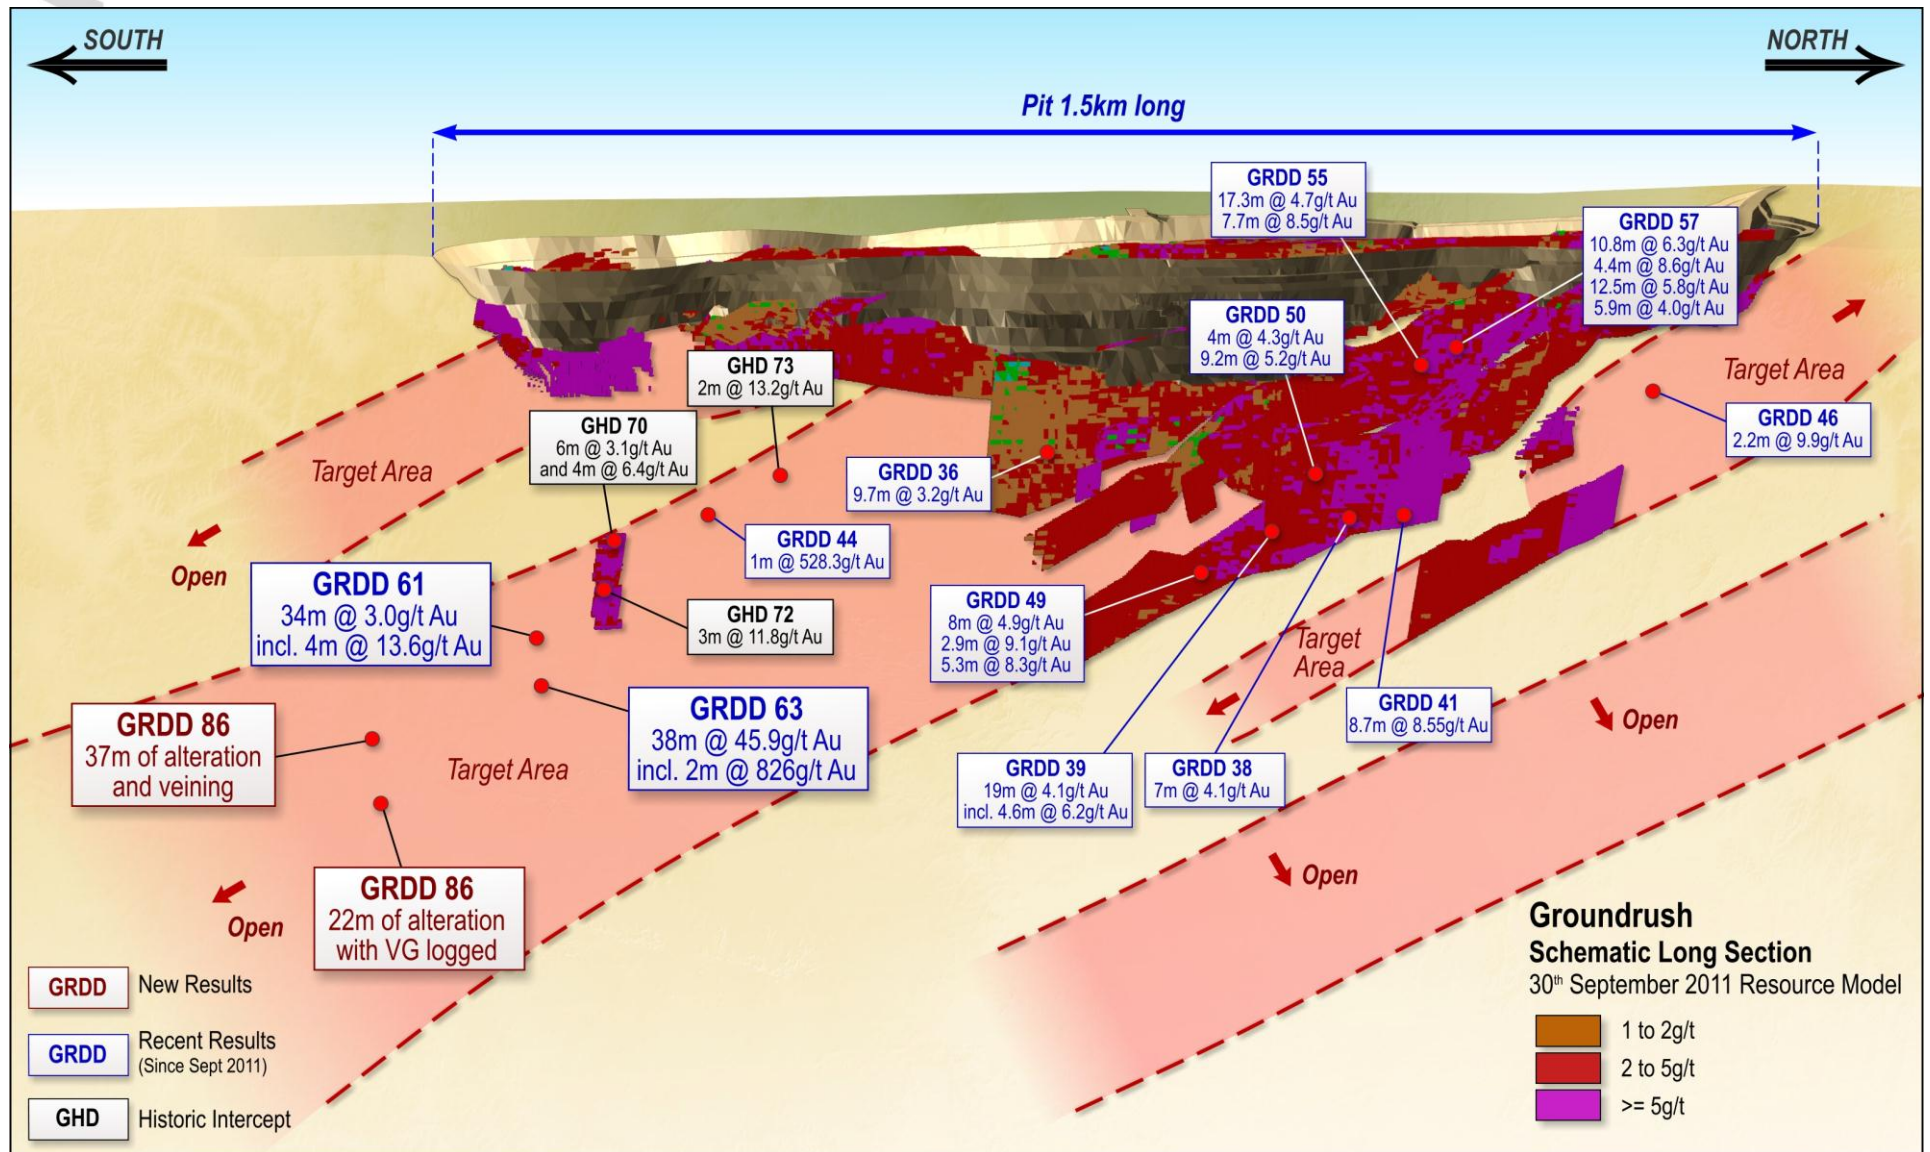 SOUTH
NORTH
Pit 1.5km long
GRDD 55
17.3m @ 4.7g/t Au
7.7m @ 8.5g/t Au
GRDD 57
10.8m @ 6.3g/t Au
4.4m @ 8.6g/t Au
12.5m @ 5.8g/t Au
5.9m @ 4.0g/t Au
GRDD 50
4m @ 4.3g/t Au
9.2m @ 5.2g/t Au
GHD 73
2m @ 13.2g/t Au
Target Area
GRDD 46
2.2m @ 9.9g/t Au
GHD 70
6m @ 3.1g/t Au
and 4m @ 6.4g/t Au
Target Area
GRDD 36
9.7m @ 3.2g/t Au
GRDD 44
1m @ 528.3g/t Au
Open
GRDD 61
34m @ 3.0g/t Au
incl. 4m @ 13.6g/t Au
GHD 72
3m @ 11.8g/t Au
GRDD 49
8m @ 4.9g/t Au
2.9m @ 9.1g/t Au
5.3m @ 8.3g/t Au
Target
Area
GRDD 63
38m @ 45.9g/t Au
incl. 2m @ 826g/t Au
GRDD 41
8.7m @ 8.55g/t Au
Open
GRDD 86
37m of alteration
and veining
Target Area
GRDD 39
19m @ 4.1g/t Au
incl. 4.6m @ 6.2g/t Au
GRDD 38
7m @ 4.1g/t Au
Open
GRDD 86
22m of alteration
with VG logged
Open
GRDD New Results
GRDD Recent Results
(Since Sept 2011)
GHD Historic Intercept
Groundrush
Schematic Long Section
30th September 2011 Resource Model
1 to 2g/t
2 to 5g/t
>= 5g/t